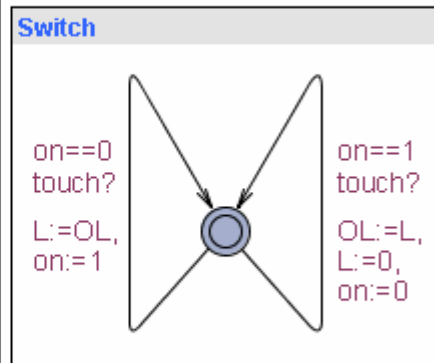 Switch
on==0
touch?
L:=OL,
on:=1
on==1
touch?
OL:=L,
L:=0,
on:=0